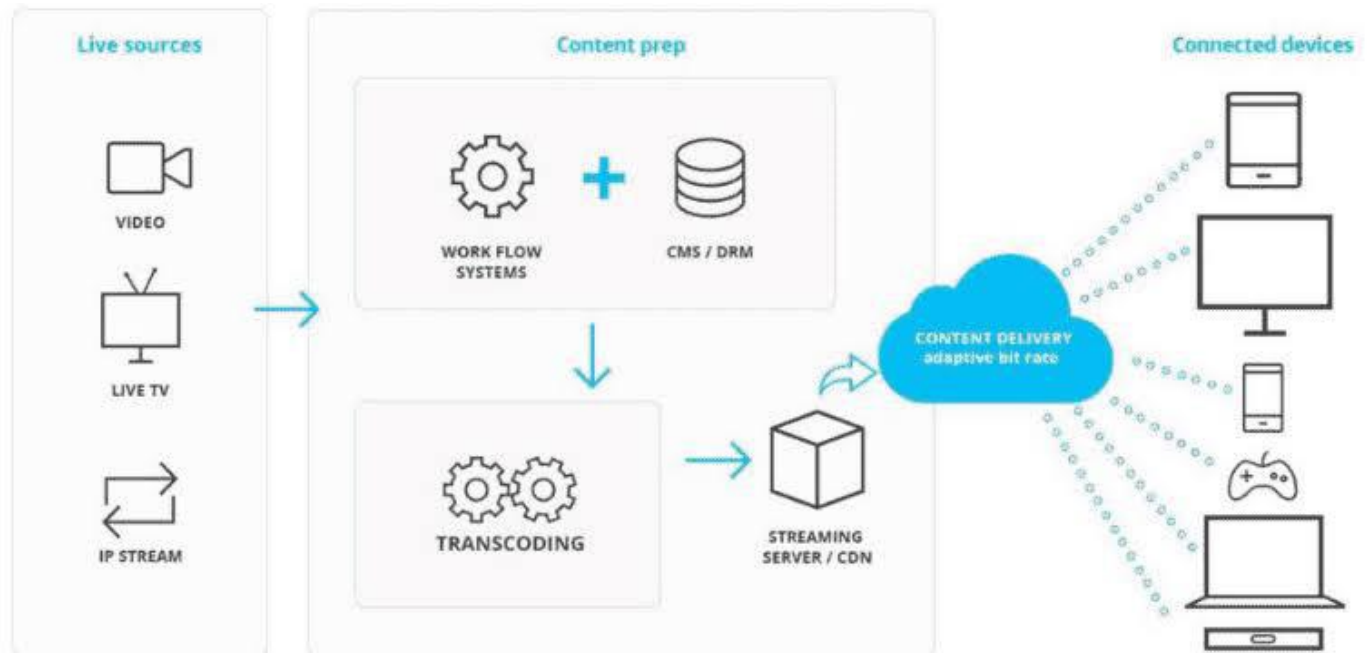 Live sources
VIDEO
LIVE TV
IP STREAM
Content prep
WORK FLOW
SYSTEMS
CMS / DRM
TRANSCODING
STREAMING
SERVER / CDN
CONTENT DELIVERY
adaptive bit rate
Connected devices